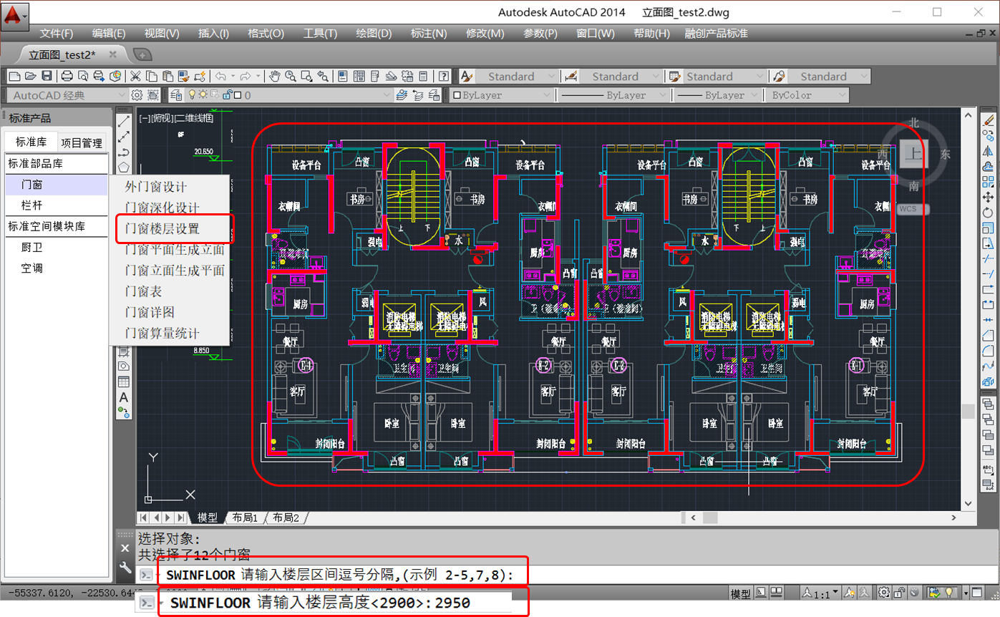 Autodesk AutoCAD 2014 立面图_test2.dwg
文件(F) 编辑(E) 视图(V) 插入(I) 格式(O) 工具(T) 绘图(D) 标注(N) 修改(M) 参数(P) 窗口(W) 帮助(H) 融创产品标准
立面图_test2*
Standard Standard Standard Standard
AutoCAD 经典 0 ByLayer ByLayer ByLayer ByColor
标准产品
标准库 项目管理
标准部品库
门窗
栏杆
标准空间模块库
厨卫
空调
外门窗设计
门窗深化设计
门窗楼层设置
门窗平面生成立面
门窗立面生成平面
门窗表
门窗详图
门窗算量统计
[-][俯视][二维线框]
20.650
8.850
北
西 上 东
南
WCS
设备平台 凸窗 凸窗 设备平台 设备平台 凸窗 凸窗 设备平台
衣帽间 书房 书房 衣帽间 衣帽间 书房 书房 衣帽
上 下 下 上
强电 水 水 强电
厨房 厨房
凸窗 凸窗
厨房 弱电 风 风 弱电 厨房
消防电梯 消防电梯 消防电梯 消防电梯
无障碍电梯 无障碍电梯 无障碍电梯 无障碍电梯
餐厅 餐厅 餐厅 餐厅
卫生间 卫生间 卫生间 卫生间
客厅 客厅 客厅 客厅
卧室 卧室 卧室 卧室
封闭阳台 封闭阳台 封闭阳台 封闭阳台
凸窗 凸窗 凸窗 凸窗
Y
X
模型 布局1 布局2
选择对象:
共选择了12个门窗
SWINFLOOR 请输入楼层区间逗号分隔,(示例 2-5,7,8):
-55337.6120, -22530.644 模型 1:1
SWINFLOOR 请输入楼层高度<2900>:2950